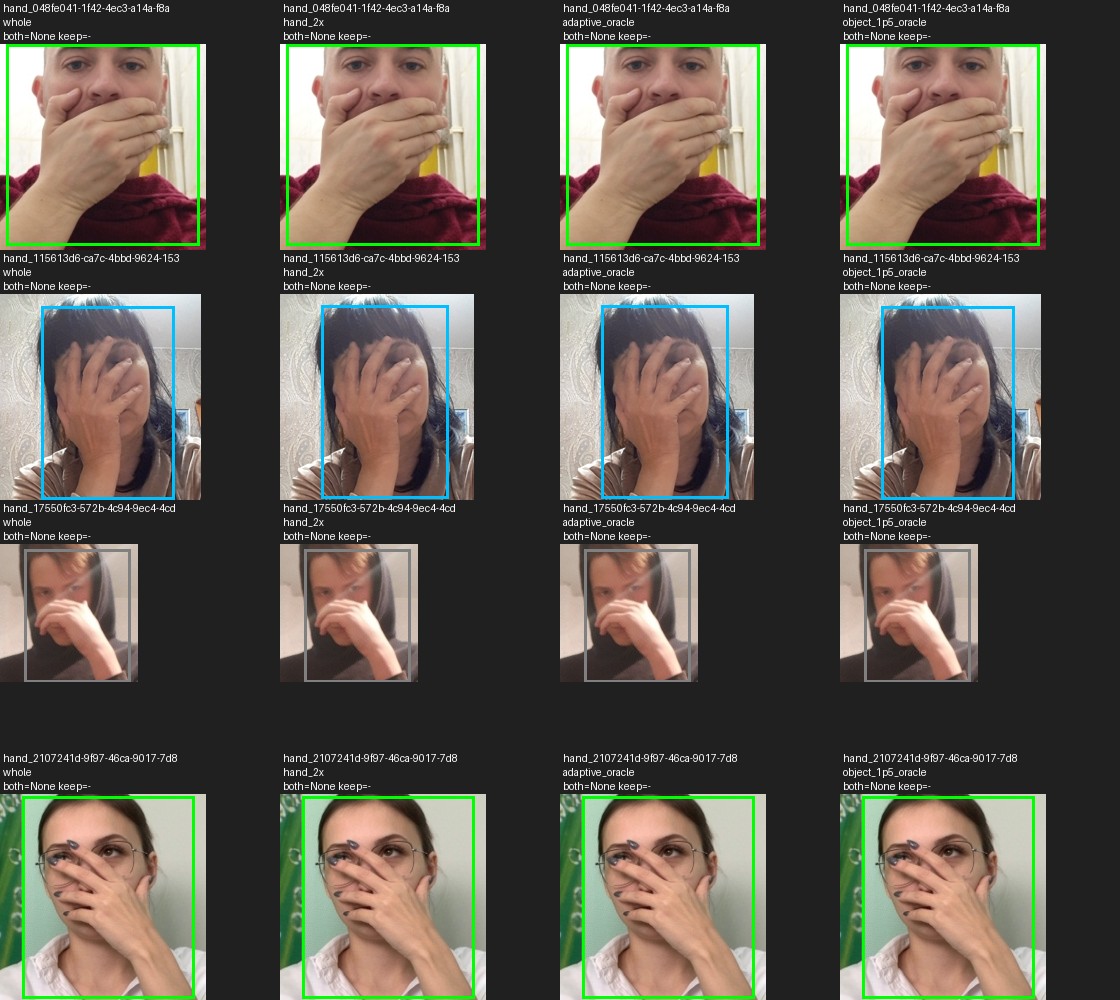 hand_048fe041-1f42-4ec3-a14a-f8a
whole
both=None keep=-
hand_048fe041-1f42-4ec3-a14a-f8a
hand_2x
both=None keep=-
hand_048fe041-1f42-4ec3-a14a-f8a
adaptive_oracle
both=None keep=-
hand_048fe041-1f42-4ec3-a14a-f8a
object_1p5_oracle
both=None keep=-
hand_115613d6-ca7c-4bbd-9624-153
whole
both=None keep=-
hand_115613d6-ca7c-4bbd-9624-153
hand_2x
both=None keep=-
hand_115613d6-ca7c-4bbd-9624-153
adaptive_oracle
both=None keep=-
hand_115613d6-ca7c-4bbd-9624-153
object_1p5_oracle
both=None keep=-
hand_17550fc3-572b-4c94-9ec4-4cd
whole
both=None keep=-
hand_17550fc3-572b-4c94-9ec4-4cd
hand_2x
both=None keep=-
hand_17550fc3-572b-4c94-9ec4-4cd
adaptive_oracle
both=None keep=-
hand_17550fc3-572b-4c94-9ec4-4cd
object_1p5_oracle
both=None keep=-
hand_2107241d-9f97-46ca-9017-7d8
whole
both=None keep=-
hand_2107241d-9f97-46ca-9017-7d8
hand_2x
both=None keep=-
hand_2107241d-9f97-46ca-9017-7d8
adaptive_oracle
both=None keep=-
hand_2107241d-9f97-46ca-9017-7d8
object_1p5_oracle
both=None keep=-